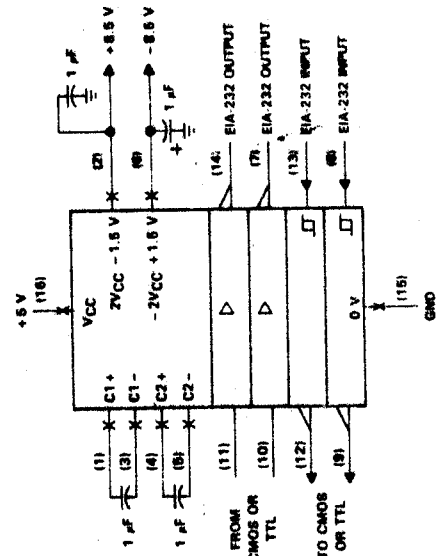 +5 V
(16)
VCC
C1+
C1-
C2+
C2-
2VCC - 1.5 V
- 2VCC + 1.5 V
(1)
(3)
(4)
(5)
1 µF
1 µF
(2)
+8.5 V
1 µF
(6)
-8.5 V
1 µF
+
(11)
(10)
FROM
CMOS OR
TTL
(14)
EIA-232 OUTPUT
(7)
EIA-232 OUTPUT
(12)
(9)
TO CMOS
OR TTL
(13)
EIA-232 INPUT
(8)
EIA-232 INPUT
0 V
(15)
GND